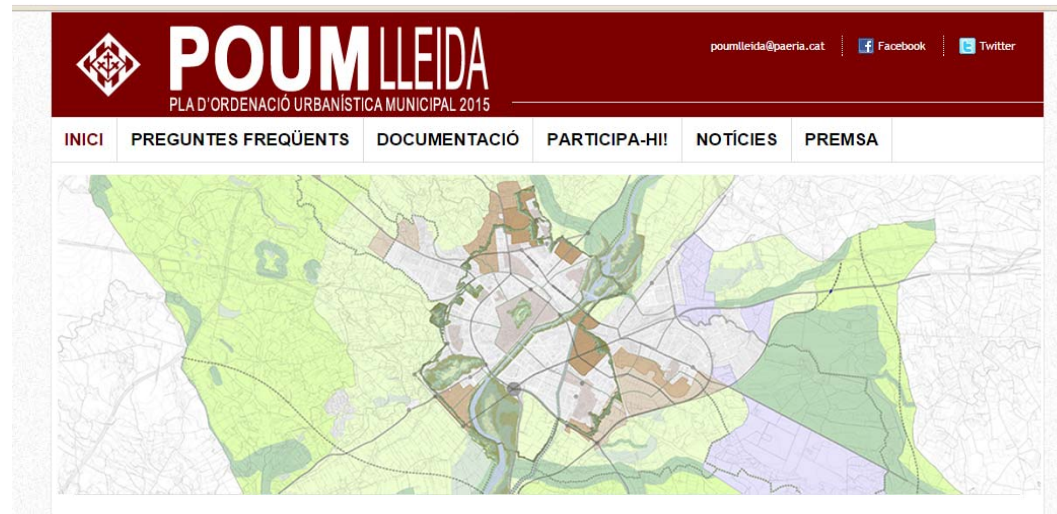 POUM LLEIDA
PLA D'ORDENACIÓ URBANÍSTICA MUNICIPAL 2015
poumlleida@paeria.cat Facebook Twitter
INICI PREGUNTES FREQÜENTS DOCUMENTACIÓ PARTICIPA-HI! NOTÍCIES PREMSA